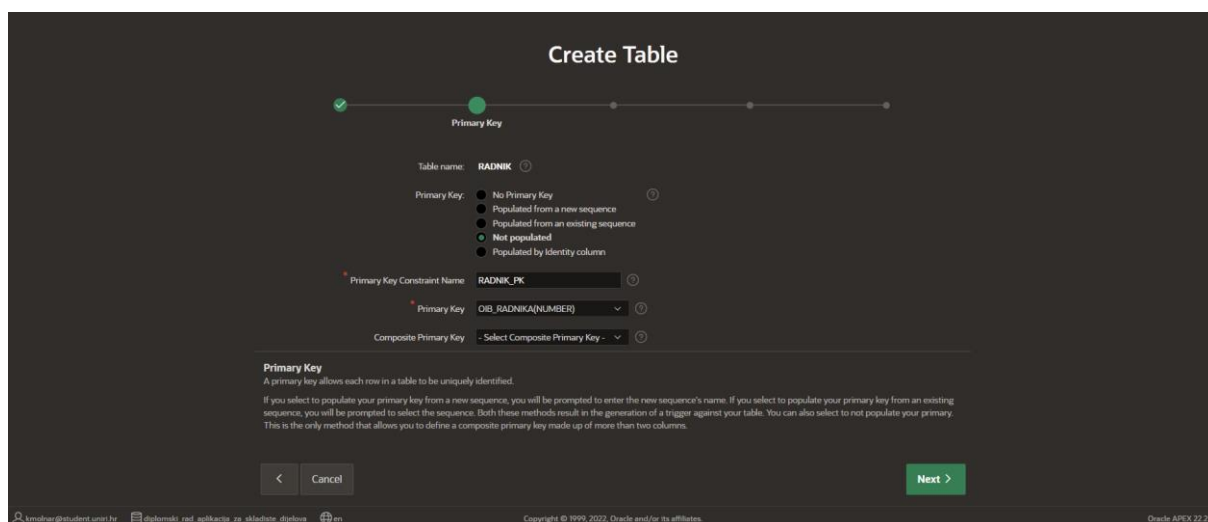 Create Table
Primary Key
Table name: RADNIK
Primary Key: No Primary Key
Populated from a new sequence
Populated from an existing sequence
Not populated
Populated by Identity column
* Primary Key Constraint Name RADNIK_PK
* Primary Key OIB_RADNIKA(NUMBER)
Composite Primary Key - Select Composite Primary Key -
Primary Key
A primary key allows each row in a table to be uniquely identified.
If you select to populate your primary key from a new sequence, you will be prompted to enter the new sequence's name. If you select to populate your primary key from an existing
sequence, you will be prompted to select the sequence. Both these methods result in the generation of a trigger against your table. You can also select to not populate your primary.
This is the only method that allows you to define a composite primary key made up of more than two columns.
< Cancel Next >
kmolnar@student.uniri.hr diplomski_rad_aplikacija_za_skladiste_dijelova en Copyright © 1999, 2022, Oracle and/or its affiliates. Oracle APEX 22.2